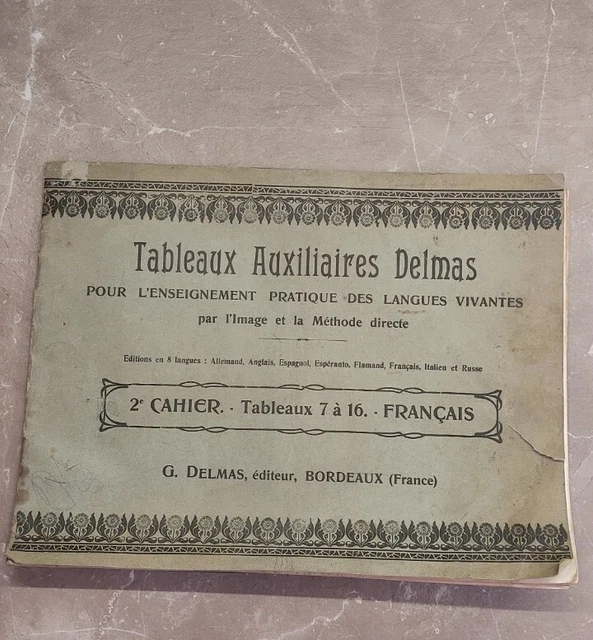 Tableaux Auxiliaires Delmas
POUR L'ENSEIGNEMENT PRATIQUE DES LANGUES VIVANTES
par l'Image et la Méthode directe
Editions en 8 langues : Allemand, Anglais, Espagnol, Espéranto, Flamand, Français, Italien et Russe
2e CAHIER. - Tableaux 7 à 16. - FRANÇAIS
G. DELMAS, éditeur, BORDEAUX (France)